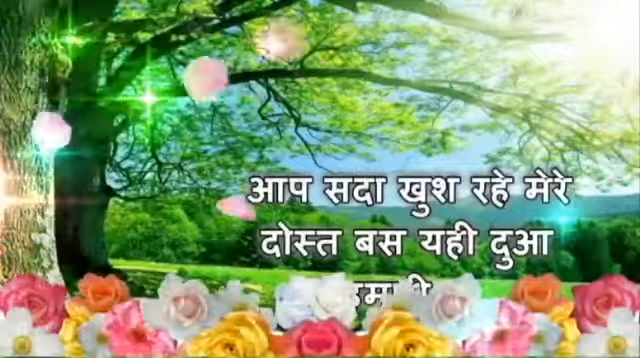 आप सदा खुश रहे मेरे
दोस्त बस यही दुआ